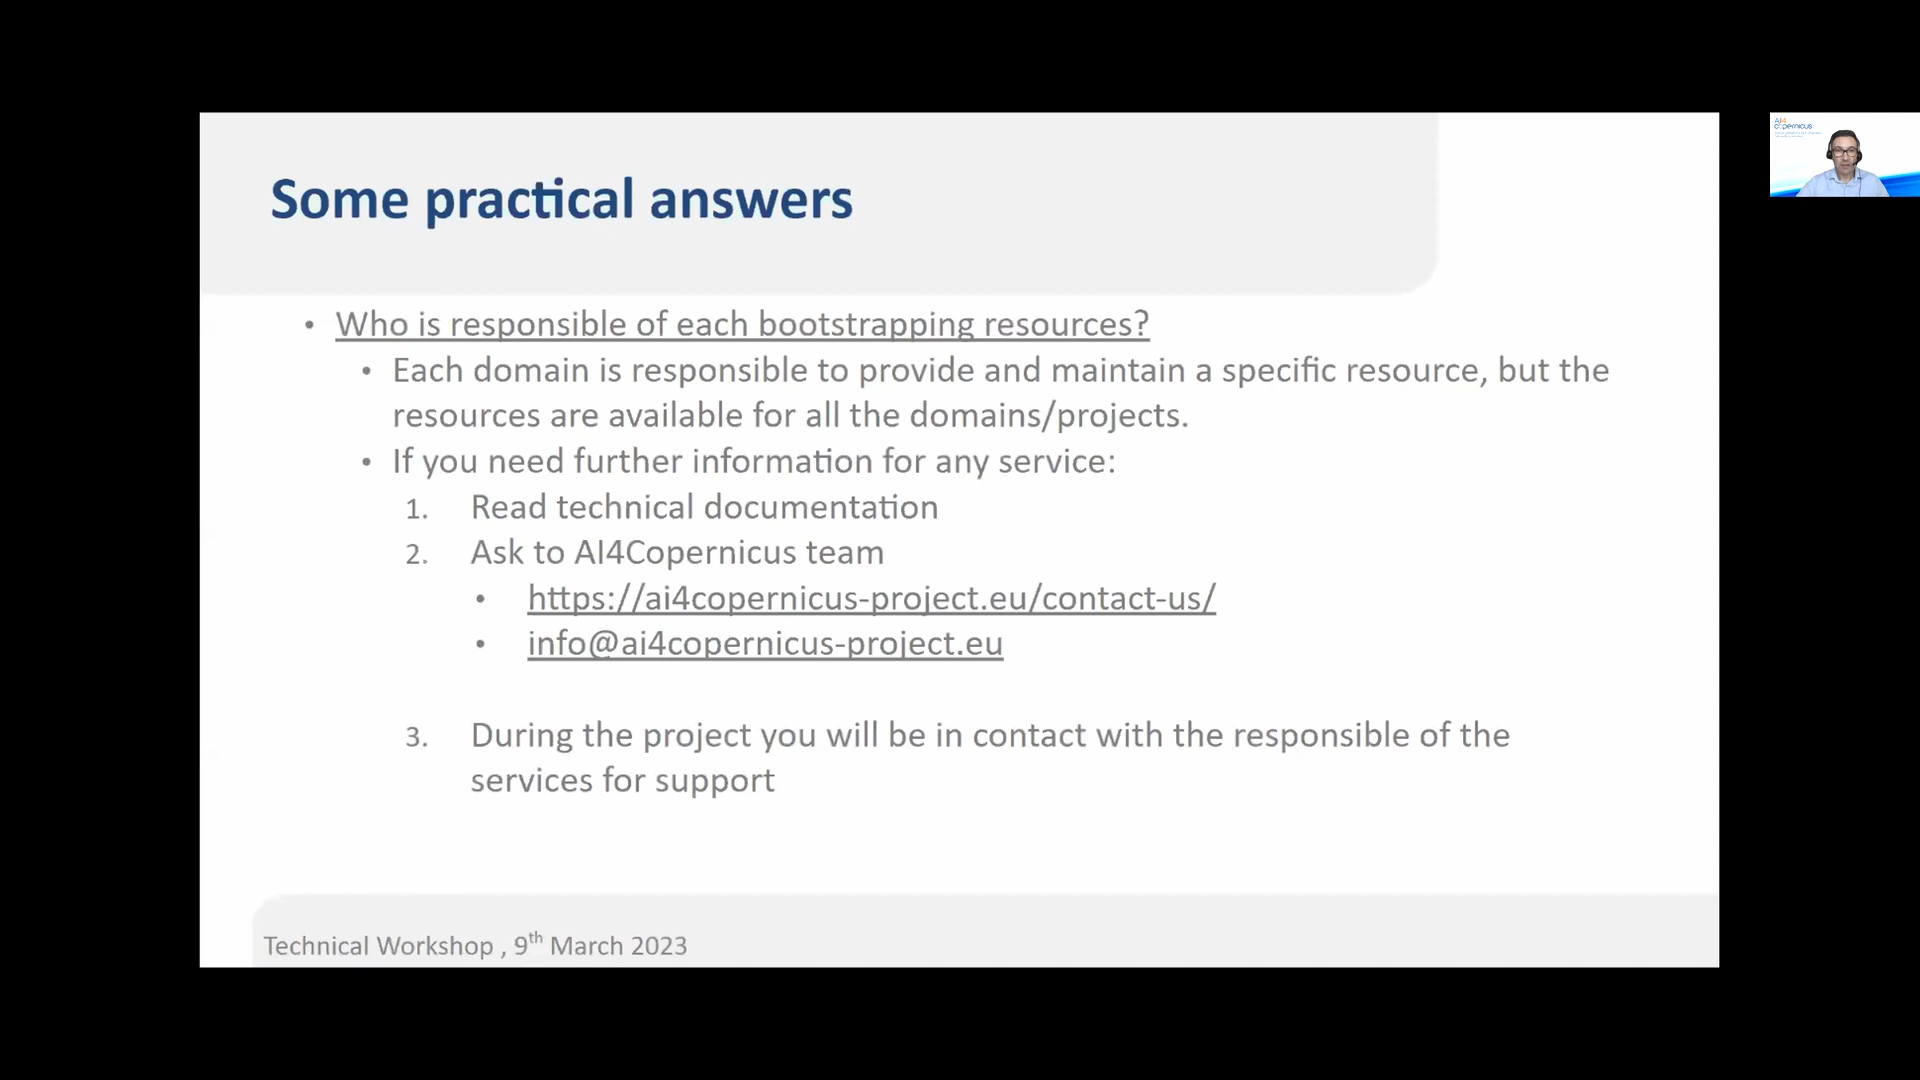 Some practical answers
• Who is responsible of each bootstrapping resources?
• Each domain is responsible to provide and maintain a specific resource, but the
resources are available for all the domains/projects.
• If you need further information for any service:
1. Read technical documentation
2. Ask to AI4Copernicus team
• https://ai4copernicus-project.eu/contact-us/
• info@ai4copernicus-project.eu
3. During the project you will be in contact with the responsible of the
services for support
Technical Workshop , 9th March 2023
AI4
copernicus